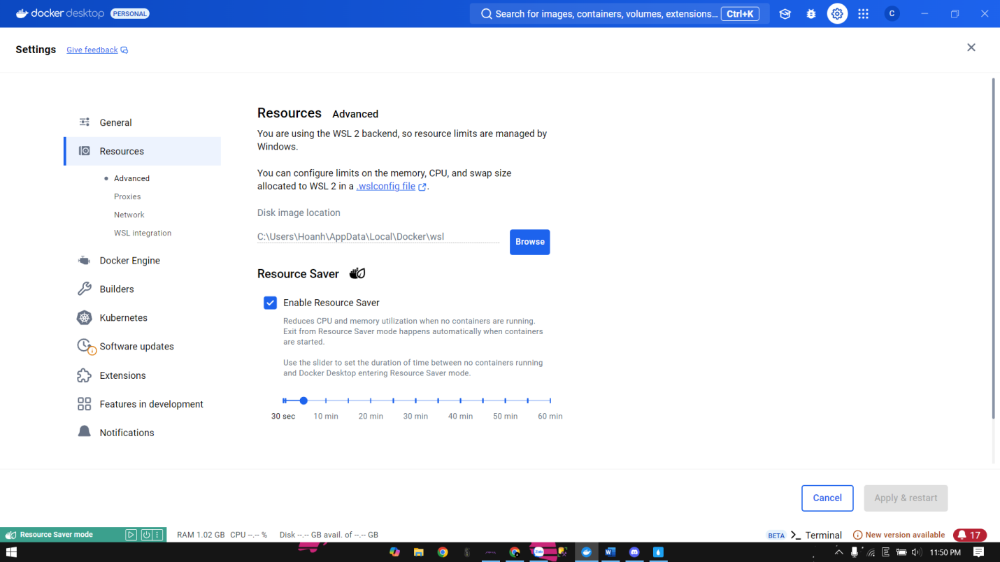 docker desktop PERSONAL
Search for images, containers, volumes, extensions... Ctrl+K
C
Settings Give feedback
General
Resources
Advanced
Proxies
Network
WSL integration
Docker Engine
Builders
Kubernetes
Software updates
Extensions
Features in development
Notifications
Resources Advanced
You are using the WSL 2 backend, so resource limits are managed by
Windows.
You can configure limits on the memory, CPU, and swap size
allocated to WSL 2 in a .wslconfig file.
Disk image location
C:\Users\Hoanh\AppData\Local\Docker\wsl
Browse
Resource Saver
Enable Resource Saver
Reduces CPU and memory utilization when no containers are running.
Exit from Resource Saver mode happens automatically when containers
are started.
Use the slider to set the duration of time between no containers running
and Docker Desktop entering Resource Saver mode.
30 sec 10 min 20 min 30 min 40 min 50 min 60 min
Cancel Apply & restart
Resource Saver mode RAM 1.02 GB CPU --.-- % Disk --.-- GB avail. of --.-- GB BETA Terminal New version available 17
Zalo
11:50 PM